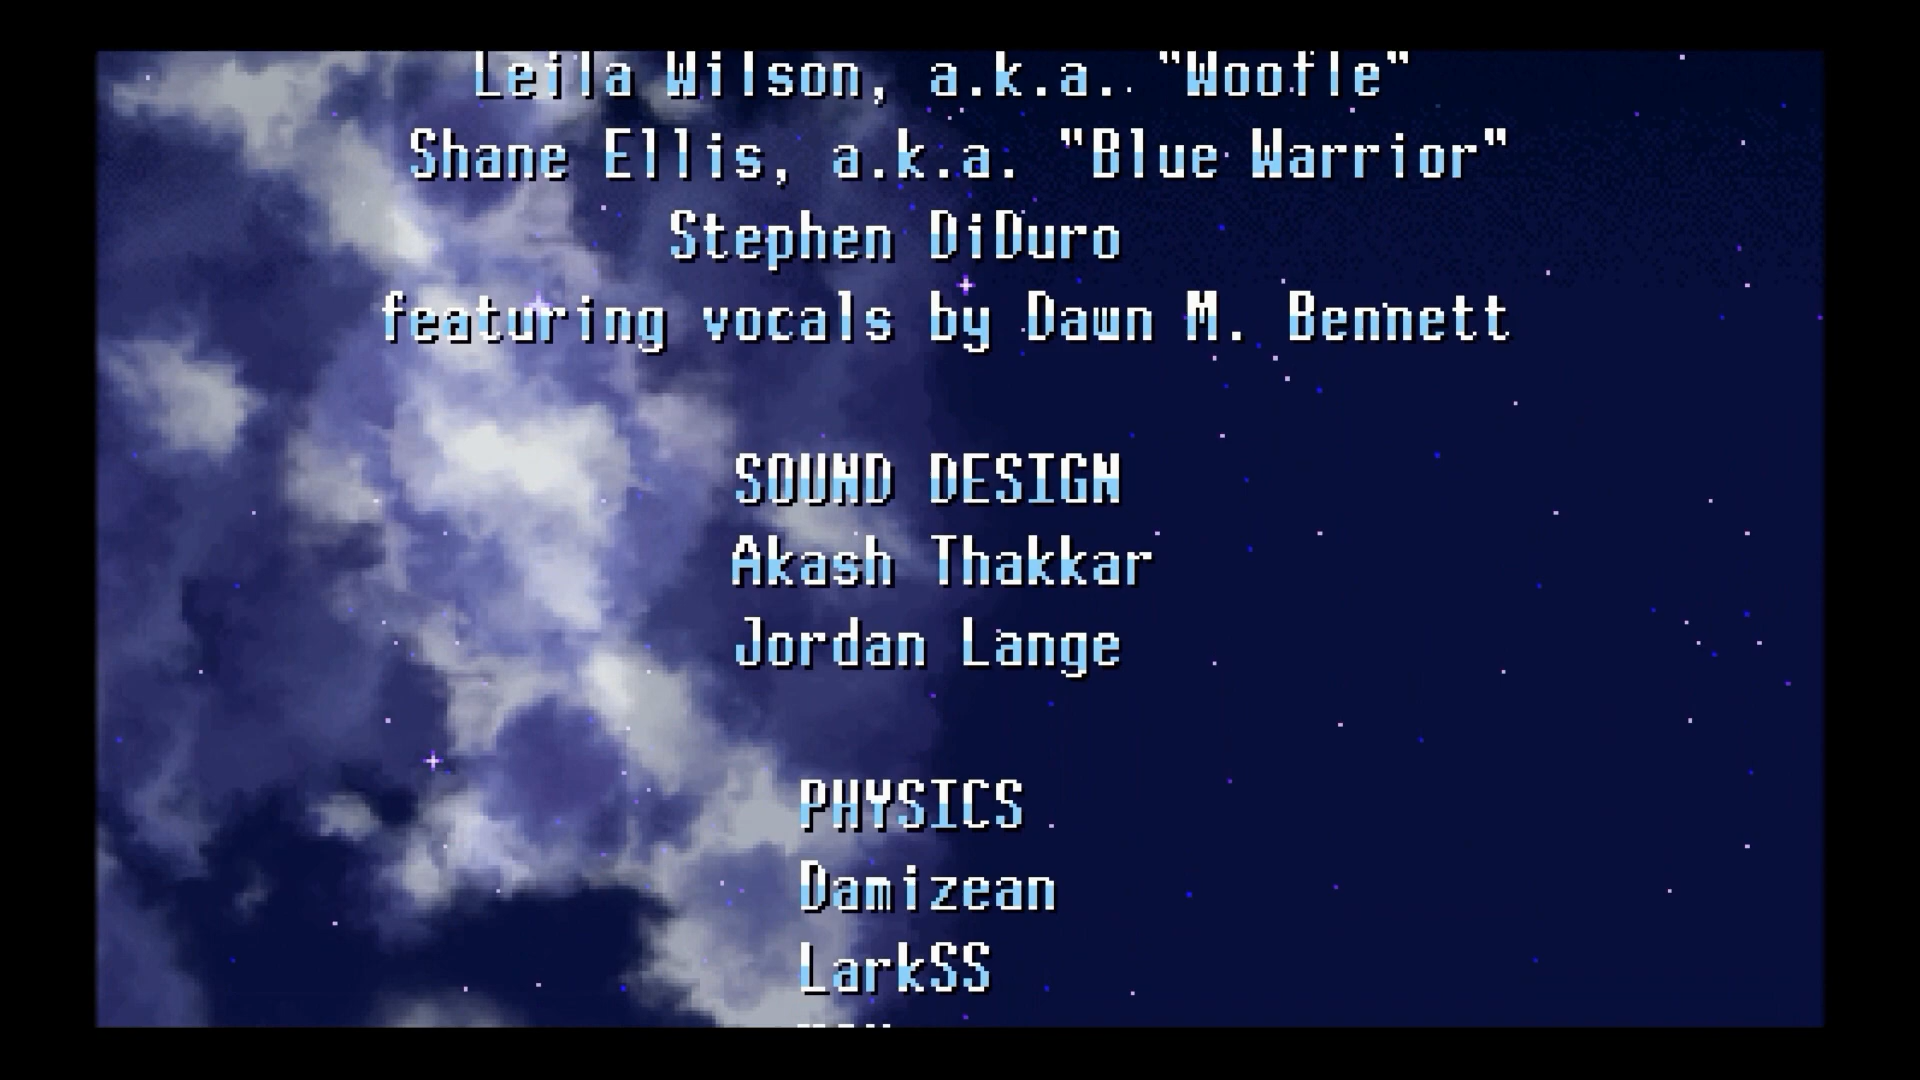 Leila Wilson, a.k.a. "Woofle"
Shane Ellis, a.k.a. "Blue Warrior"
Stephen DiDuro
featuring vocals by Dawn M. Bennett
SOUND DESIGN
Akash Thakkar
Jordan Lange
PHYSICS
Damizean
LarkSS